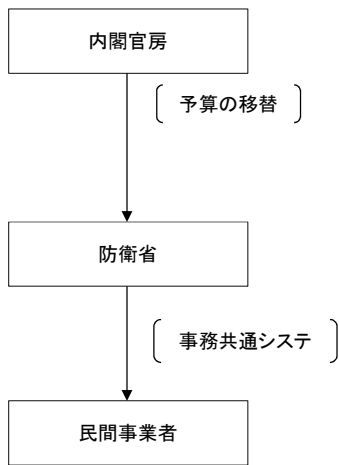 内閣官房
予算の移替
防衛省
事務共通システ
民間事業者